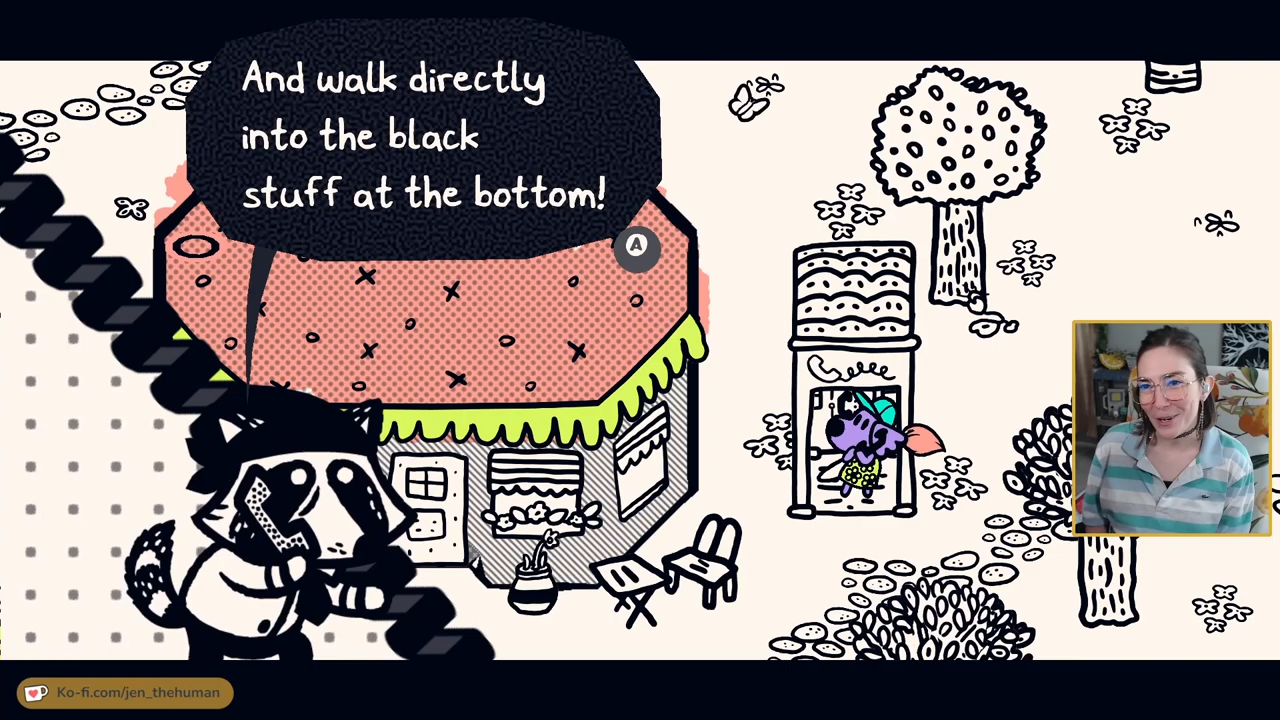 And walk directly
into the black
stuff at the bottom!
A
Ko-fi.com/jen_thehuman